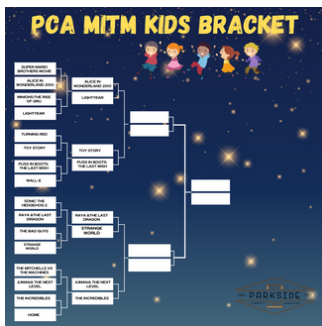 PCA MITM KIDS BRACKET
SUPER MARIO
BROTHERS MOVIE
ALICE IN
WONDERLAND 2010
MINIONS THE RISE
OF GRU
LIGHTYEAR
TURNING RED
TOY STORY
PUSS IN BOOTS:
THE LAST WISH
WALL-E
SONIC THE
HEDGEHOG 2
RAYA &THE LAST
DRAGON
THE BAD GUYS
STRANGE
WORLD
THE MITCHELLS VS.
THE MACHINES
JUMANJI THE NEXT
LEVEL
THE INCREDIBLES
HOME
ALICE IN
WONDERLAND 2010
LIGHTYEAR
TOY STORY
PUSS IN BOOTS:
THE LAST WISH
RAYA &THE LAST
DRAGON
STRANGE
WORLD
JUMANJI THE NEXT
LEVEL
THE INCREDIBLES
THE
PARKSIDE